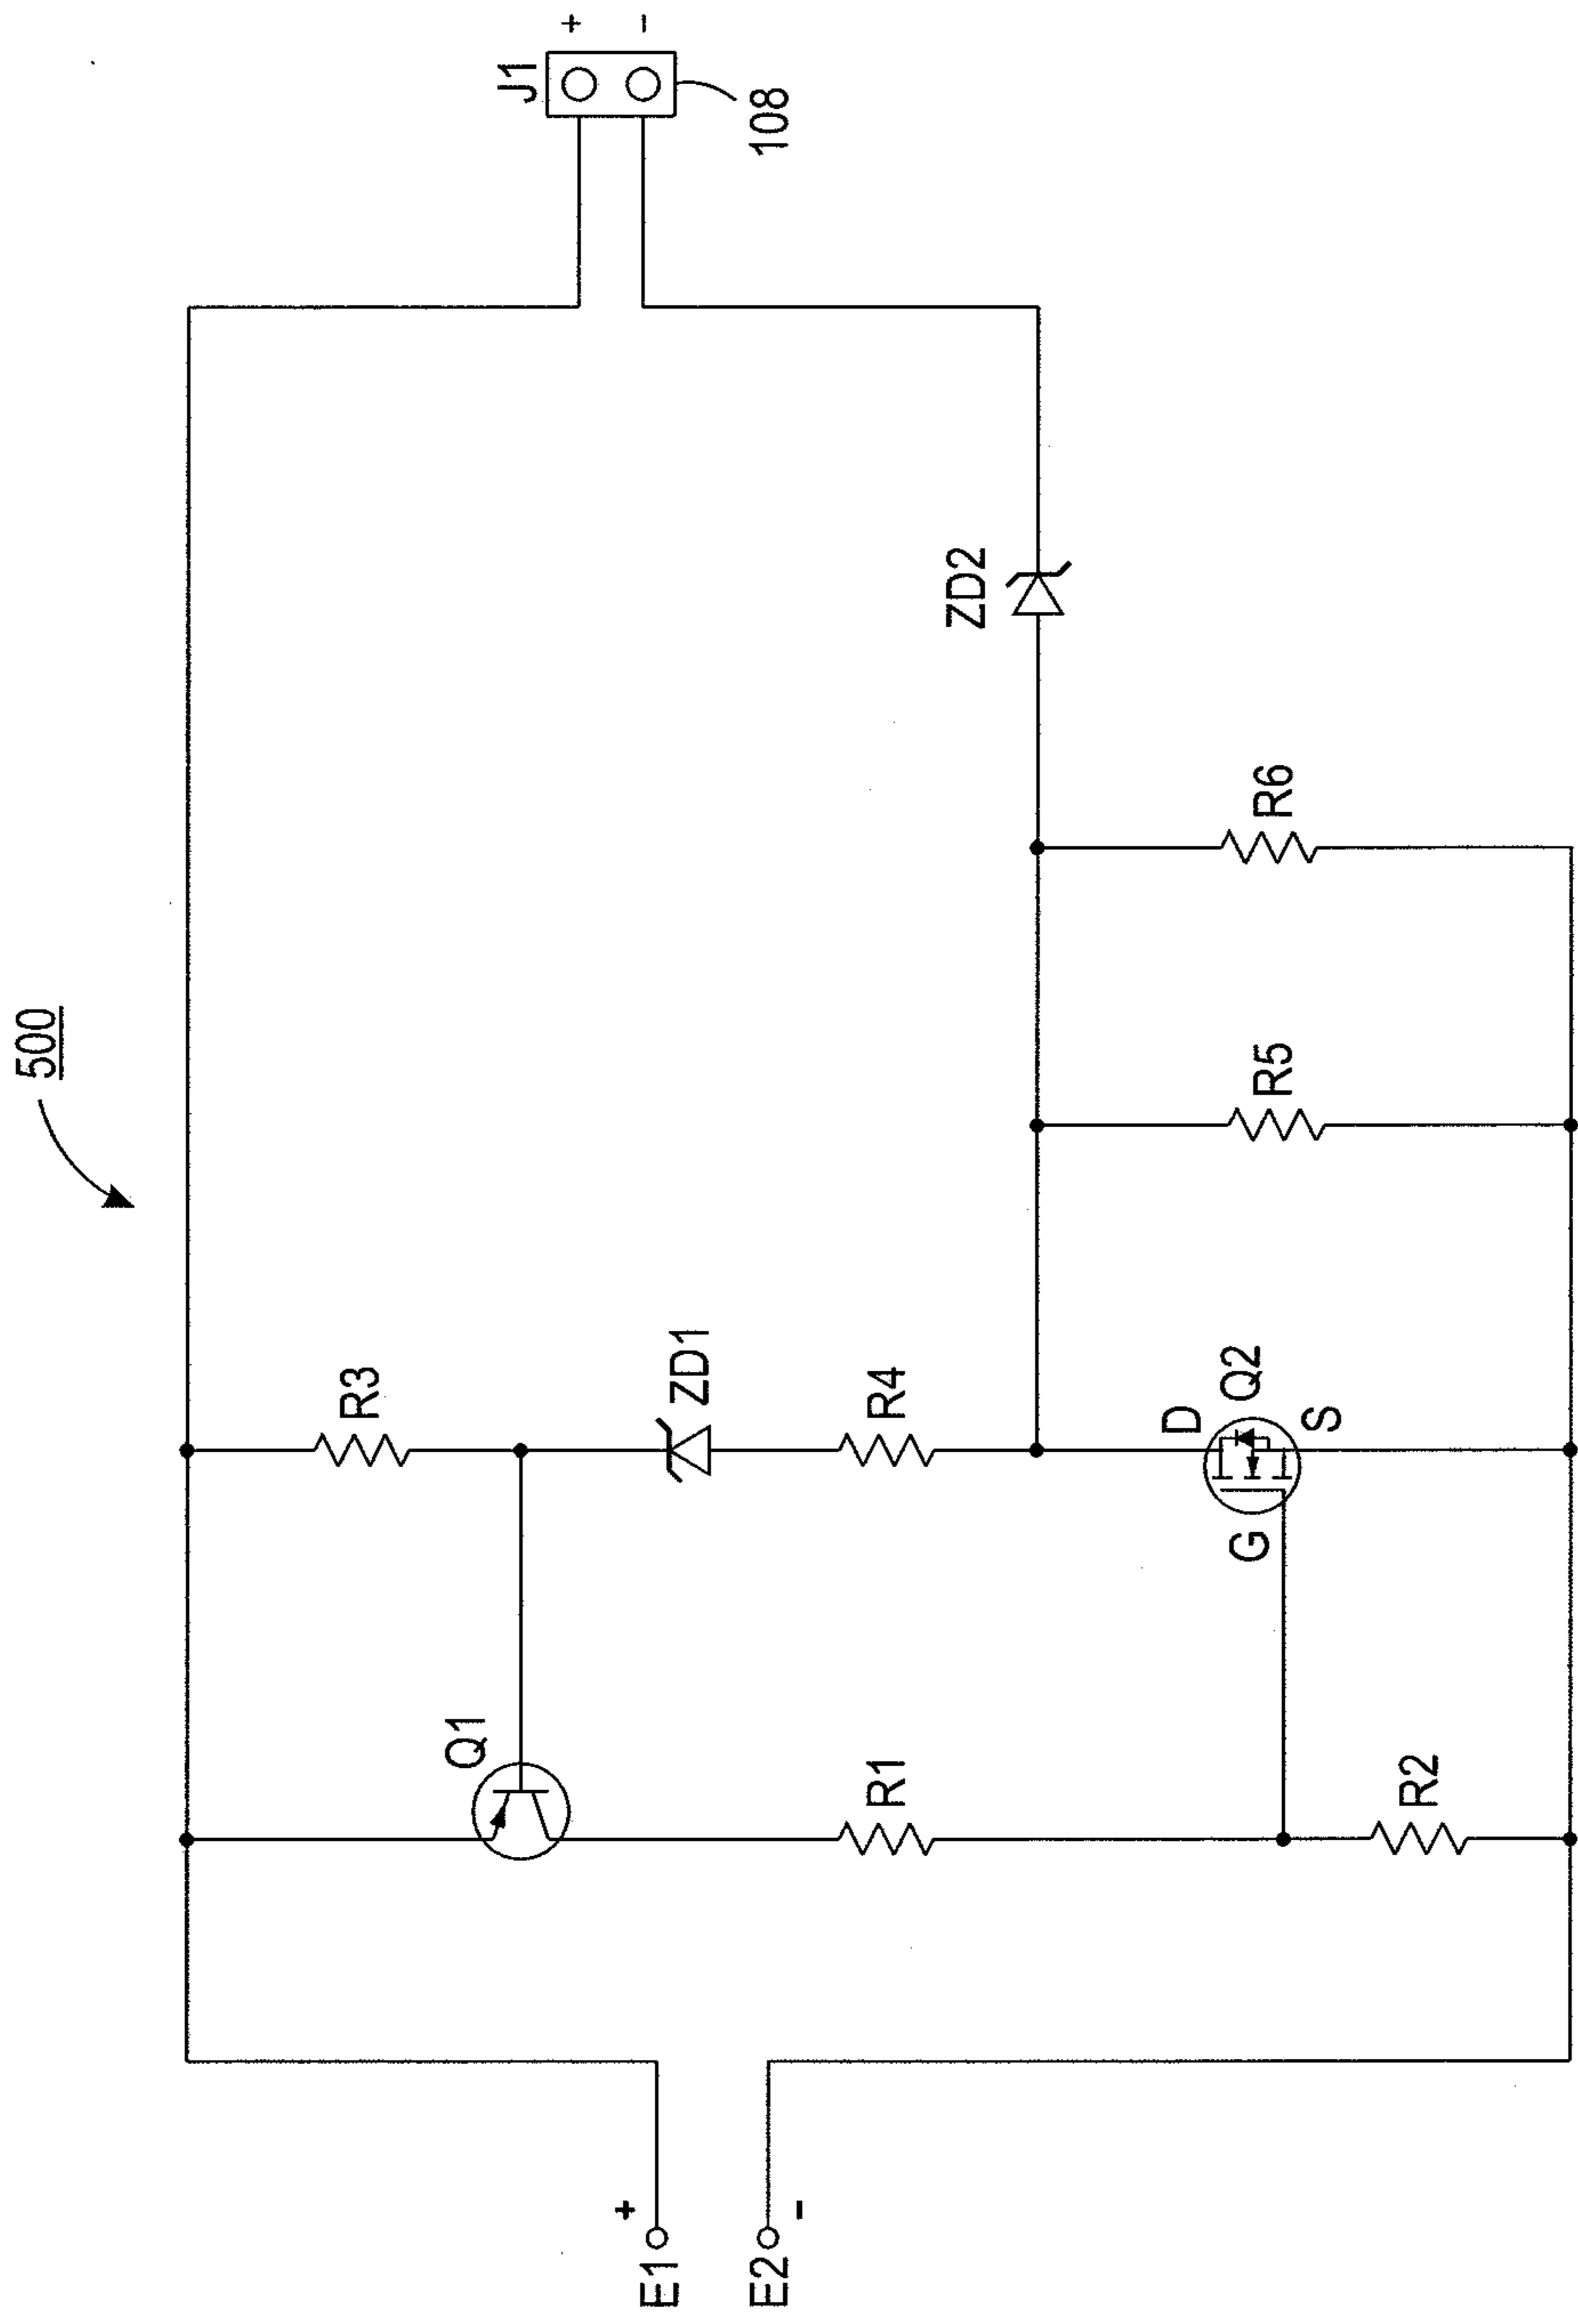 500
R3
Q1
ZD1
R1
R4
D
Q2
G
S
R2
R5
R6
ZD2
J1
+
-
108
E1
+
E2
-